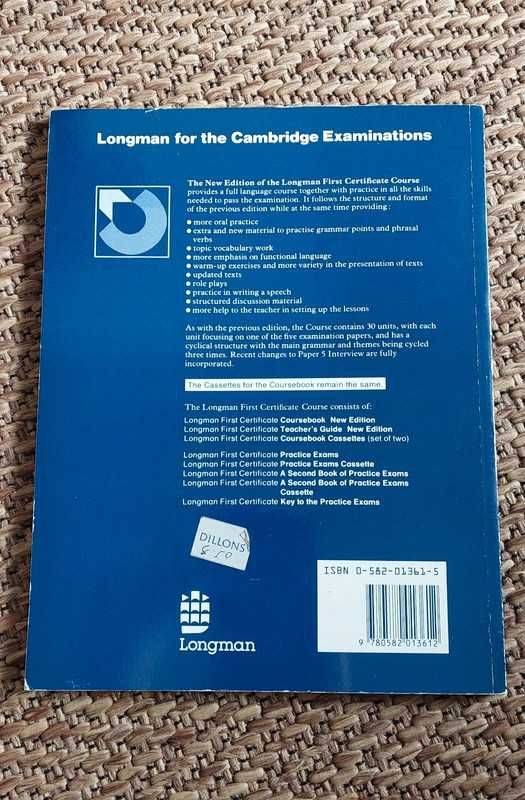 Longman for the Cambridge Examinations
The New Edition of the Longman First Certificate Course
provides a full language course together with practice in all the skills
needed to pass the examination. It follows the structure and format
of the previous edition while at the same time providing:
● more oral practice
● extra and new material to practise grammar points and phrasal
verbs
● topic vocabulary work
● more emphasis on functional language
● warm-up exercises and more variety in the presentation of texts
● updated texts
● role plays
● practice in writing a speech
● structured discussion material
● more help to the teacher in setting up the lessons
As with the previous edition, the Course contains 30 units, with each
unit focusing on one of the five examination papers, and has a
cyclical structure with the main grammar and themes being cycled
three times. Recent changes to Paper 5 Interview are fully
incorporated.
The Cassettes for the Coursebook remain the same.
The Longman First Certificate Course consists of:
Longman First Certificate Coursebook New Edition
Longman First Certificate Teacher's Guide New Edition
Longman First Certificate Coursebook Cassettes (set of two)
Longman First Certificate Practice Exams
Longman First Certificate Practice Exams Cassette
Longman First Certificate A Second Book of Practice Exams
Longman First Certificate A Second Book of Practice Exams
Cassette
Longman First Certificate Key to the Practice Exams
DILLONS
8.50
ISBN 0-582-01361-5
9 780582 013612
Longman